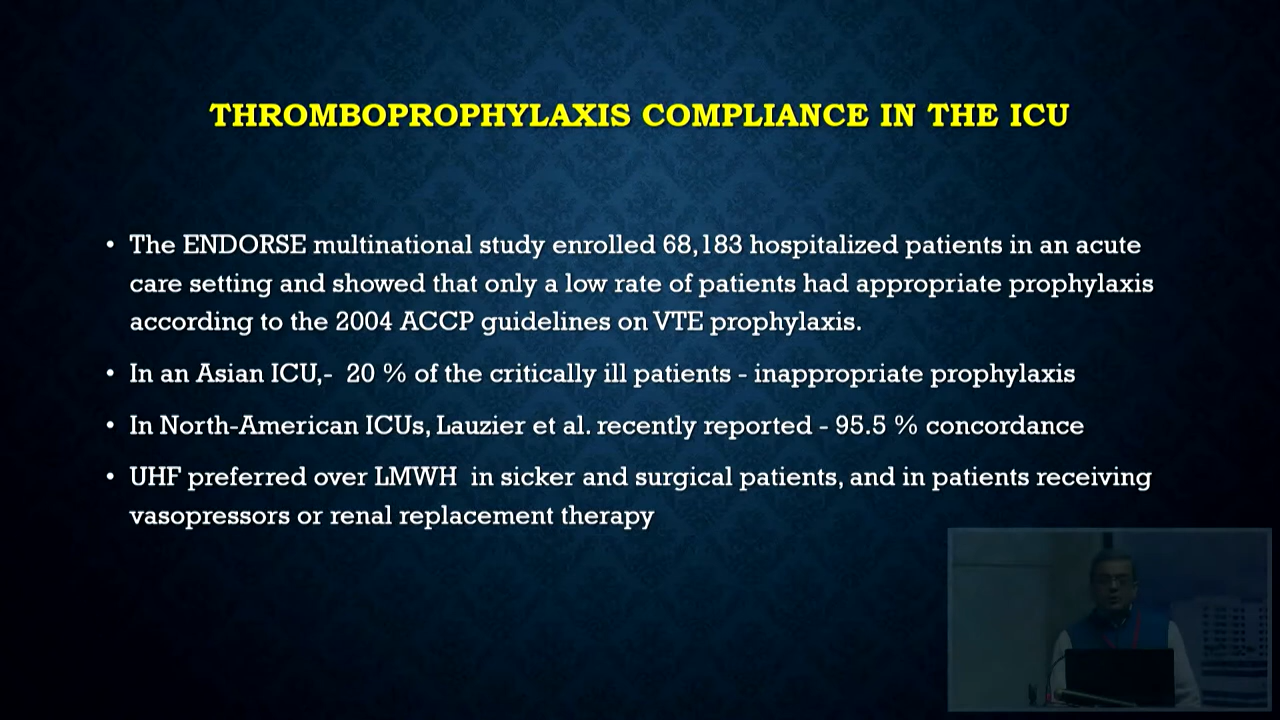 THROMBOPROPHYLAXIS COMPLIANCE IN THE ICU
• The ENDORSE multinational study enrolled 68,183 hospitalized patients in an acute
care setting and showed that only a low rate of patients had appropriate prophylaxis
according to the 2004 ACCP guidelines on VTE prophylaxis.
• In an Asian ICU,- 20 % of the critically ill patients - inappropriate prophylaxis
• In North-American ICUs, Lauzier et al. recently reported - 95.5 % concordance
• UHF preferred over LMWH in sicker and surgical patients, and in patients receiving
vasopressors or renal replacement therapy